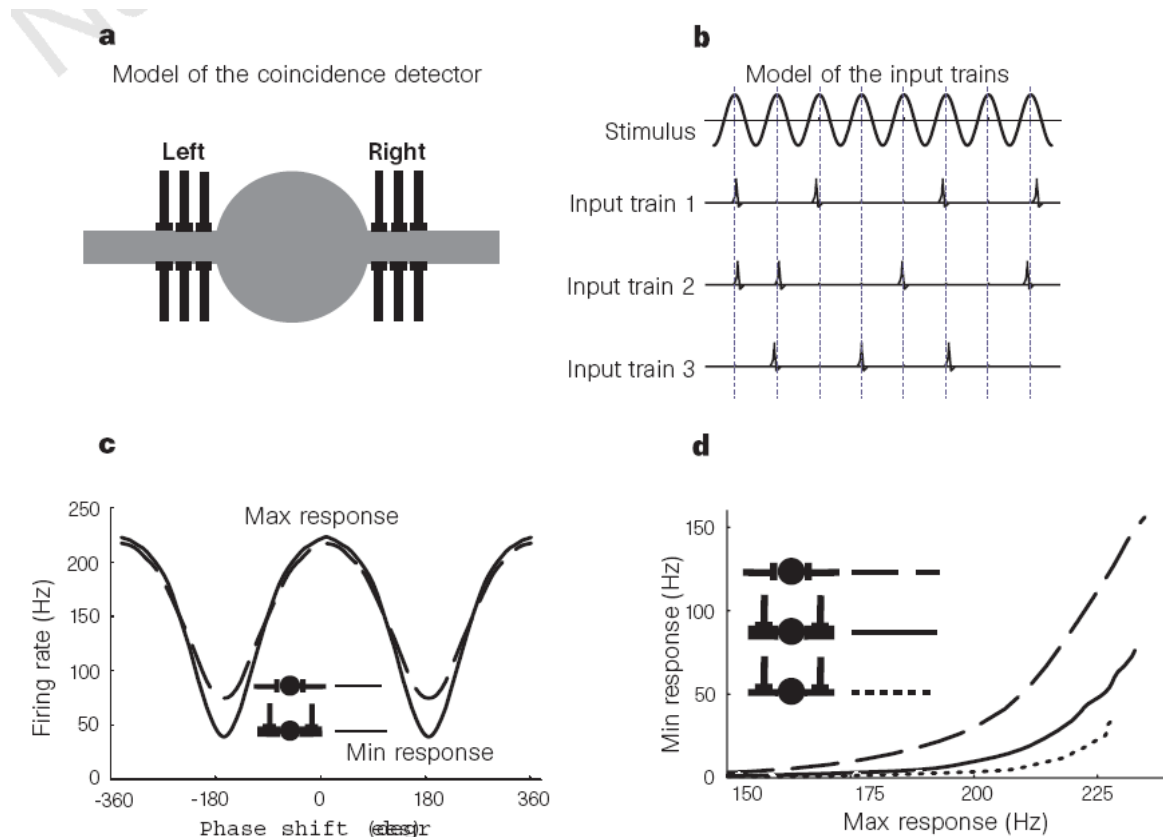 a
Model of the coincidence detector
Left
Right
b
Model of the input trains
Stimulus
Input train 1
Input train 2
Input train 3
c
Max response
250
200
150
100
50
0
Firing rate (Hz)
Min response
-360
-180
0
180
360
Phase shift
d
150
100
50
0
Min response (Hz)
150
175
200
225
Max response (Hz)